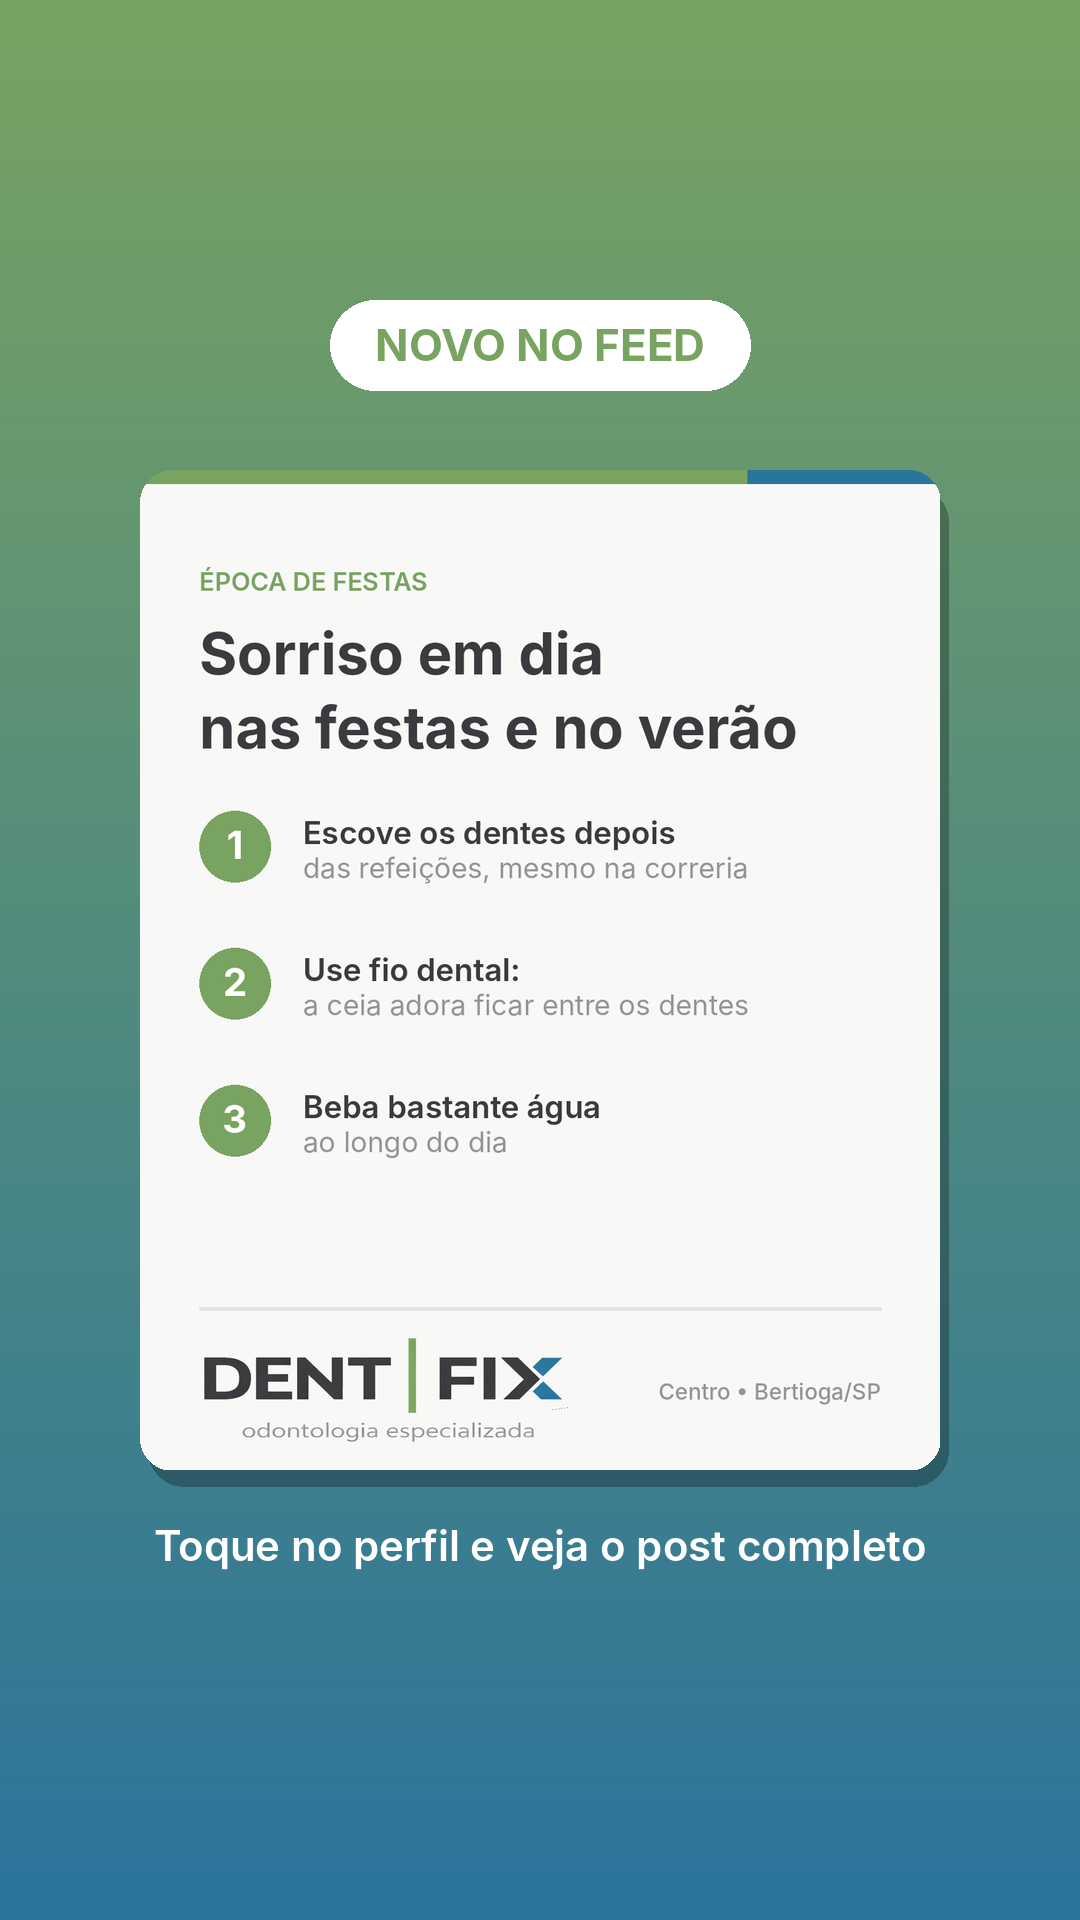 NOVO NO FEED
ÉPOCA DE FESTAS
Sorriso em dia
nas festas e no verão
1
Escove os dentes depois
das refeições, mesmo na correria
2
Use fio dental:
a ceia adora ficar entre os dentes
3
Beba bastante água
ao longo do dia
DENT FIX
odontologia especializada
Centro • Bertioga/SP
Toque no perfil e veja o post completo